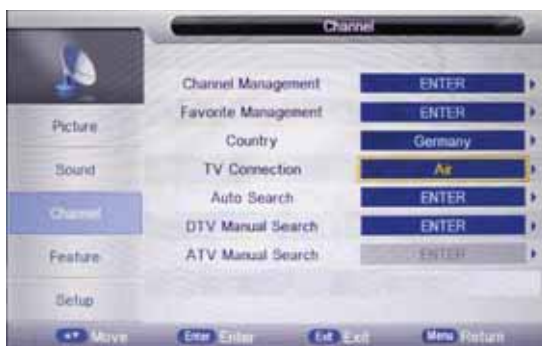 Channel
Channel Management ENTER
Favorite Management ENTER
Picture
Country Germany
Sound
TV Connection Air
Auto Search ENTER
Channel
DTV Manual Search ENTER
Feature
ATV Manual Search ENTER
Setup
Move Enter Enter Exit Exit Menu Return